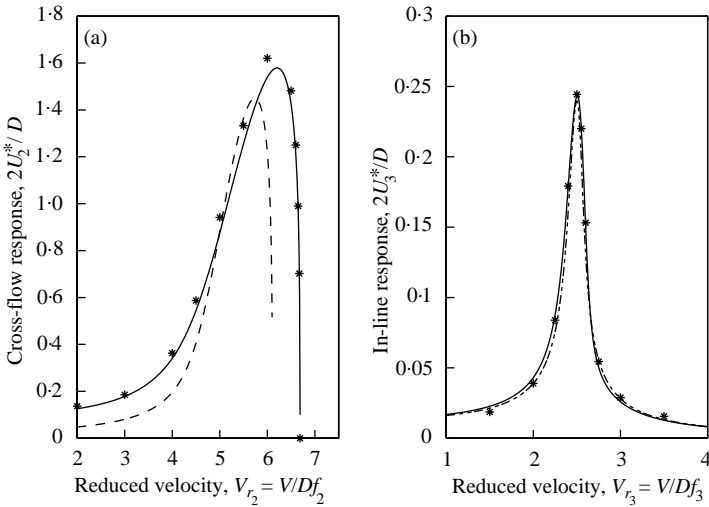 (a)
Cross-flow response, 2U₂*/D
1·8
1·6
1·4
1·2
1·0
0·8
0·6
0·4
0·2
0
2 3 4 5 6 7
Reduced velocity, Vr₂ = V/Df₂
(b)
In-line response, 2U₃*/D
0·3
0·25
0·2
0·15
0·1
0·05
0
1 2 3 4
Reduced velocity, Vr₃ = V/Df₃